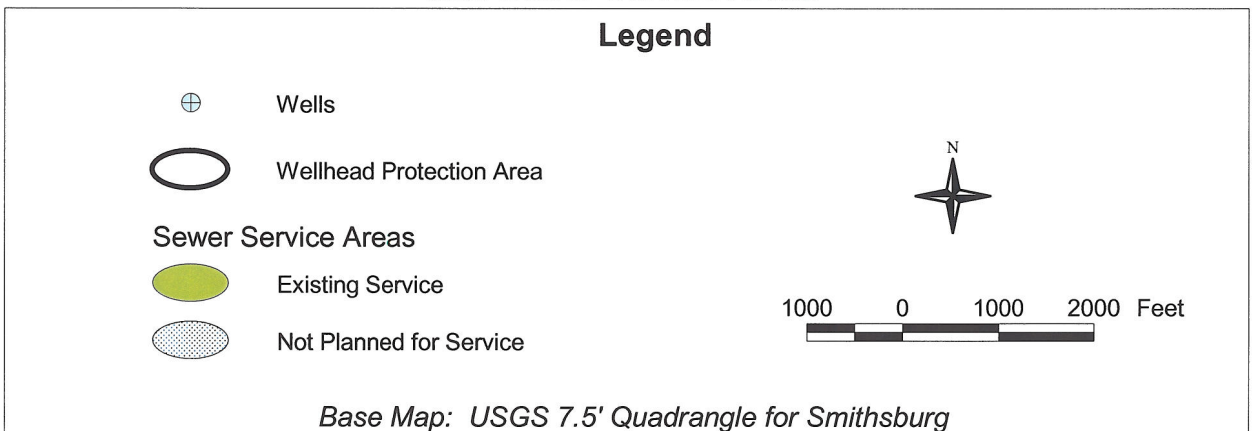 Legend
Wells
N
Wellhead Protection Area
Sewer Service Areas
Existing Service
1000 0 1000 2000 Feet
Not Planned for Service
Base Map: USGS 7.5' Quadrangle for Smithsburg